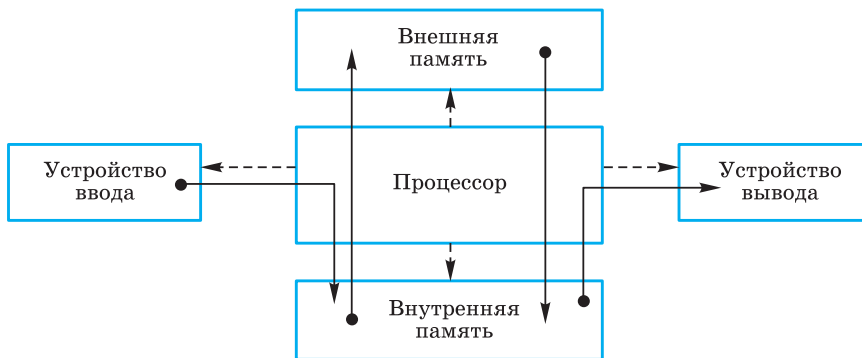 Внешняя
память
Устройство
ввода
Процессор
Устройство
вывода
Внутренняя
память